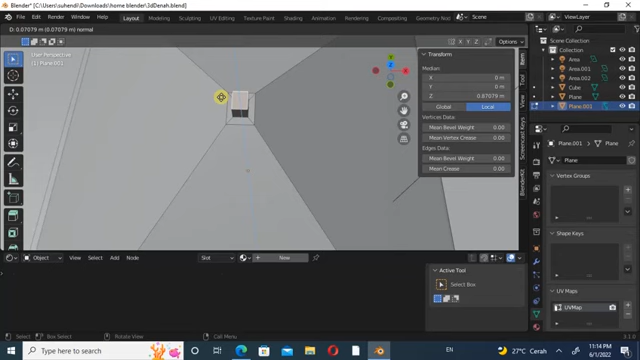 Blender* [C:\Users\suhendi\Downloads\home blender\3dDenah.blend]
File Edit Render Window Help
Layout Modeling Sculpting UV Editing Texture Paint Shading Animation Rendering
Scene
ViewLayer
D: 0.07079 m (0.07079 m) normal
X Y Z
Options
User Perspective
(1) Plane.001
Transform
Median:
X 0 m
Y 0 m
Z 0.87079 m
Global Local
Vertices Data:
Mean Bevel Weight 0.00
Mean Vertex Crease 0.00
Edges Data:
Mean Bevel Weight 0.00
Mean Crease 0.00
Item
Tool
View
Screencast Keys
BlenderKit
Scene Collection
Collection
Area
Area.003
Area.002
Cube
Plane
Plane.001
Plane.001 Plane
Plane
Vertex Groups
Shape Keys
UV Maps
UVMap
Object View Select Add Node Slot New
Active Tool
Select Box
Select Box Select Rotate View Call Menu
3.1.0
Type here to search
EN
27°C Cerah
11:14 PM
6/1/2022